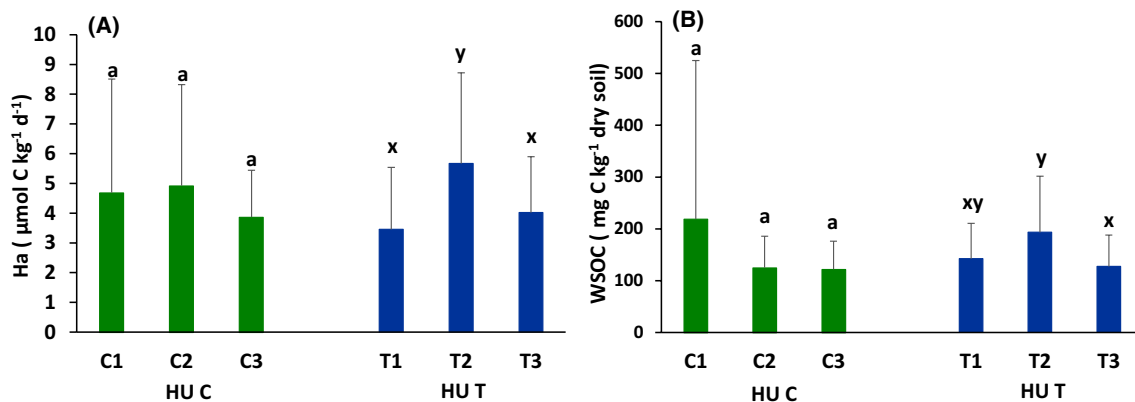 (A)
Ha ( µmol C kg⁻¹ d⁻¹)
10
9
8
7
6
5
4
3
2
1
0
a a a x y x
C1 C2 C3 T1 T2 T3
HU C HU T
(B)
WSOC ( mg C kg⁻¹ dry soil)
600
500
400
300
200
100
0
a a a xy y x
C1 C2 C3 T1 T2 T3
HU C HU T